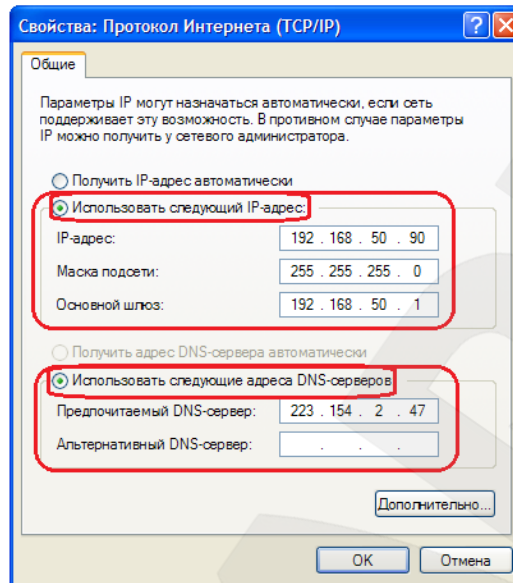 Свойства: Протокол Интернета (TCP/IP)
Общие
Параметры IP могут назначаться автоматически, если сеть
поддерживает эту возможность. В противном случае параметры
IP можно получить у сетевого администратора.
Получить IP-адрес автоматически
Использовать следующий IP-адрес:
IP-адрес: 192 . 168 . 50 . 90
Маска подсети: 255 . 255 . 255 . 0
Основной шлюз: 192 . 168 . 50 . 1
Получить адрес DNS-сервера автоматически
Использовать следующие адреса DNS-серверов
Предпочитаемый DNS-сервер: 223 . 154 . 2 . 47
Альтернативный DNS-сервер: . . .
Дополнительно...
OK Отмена